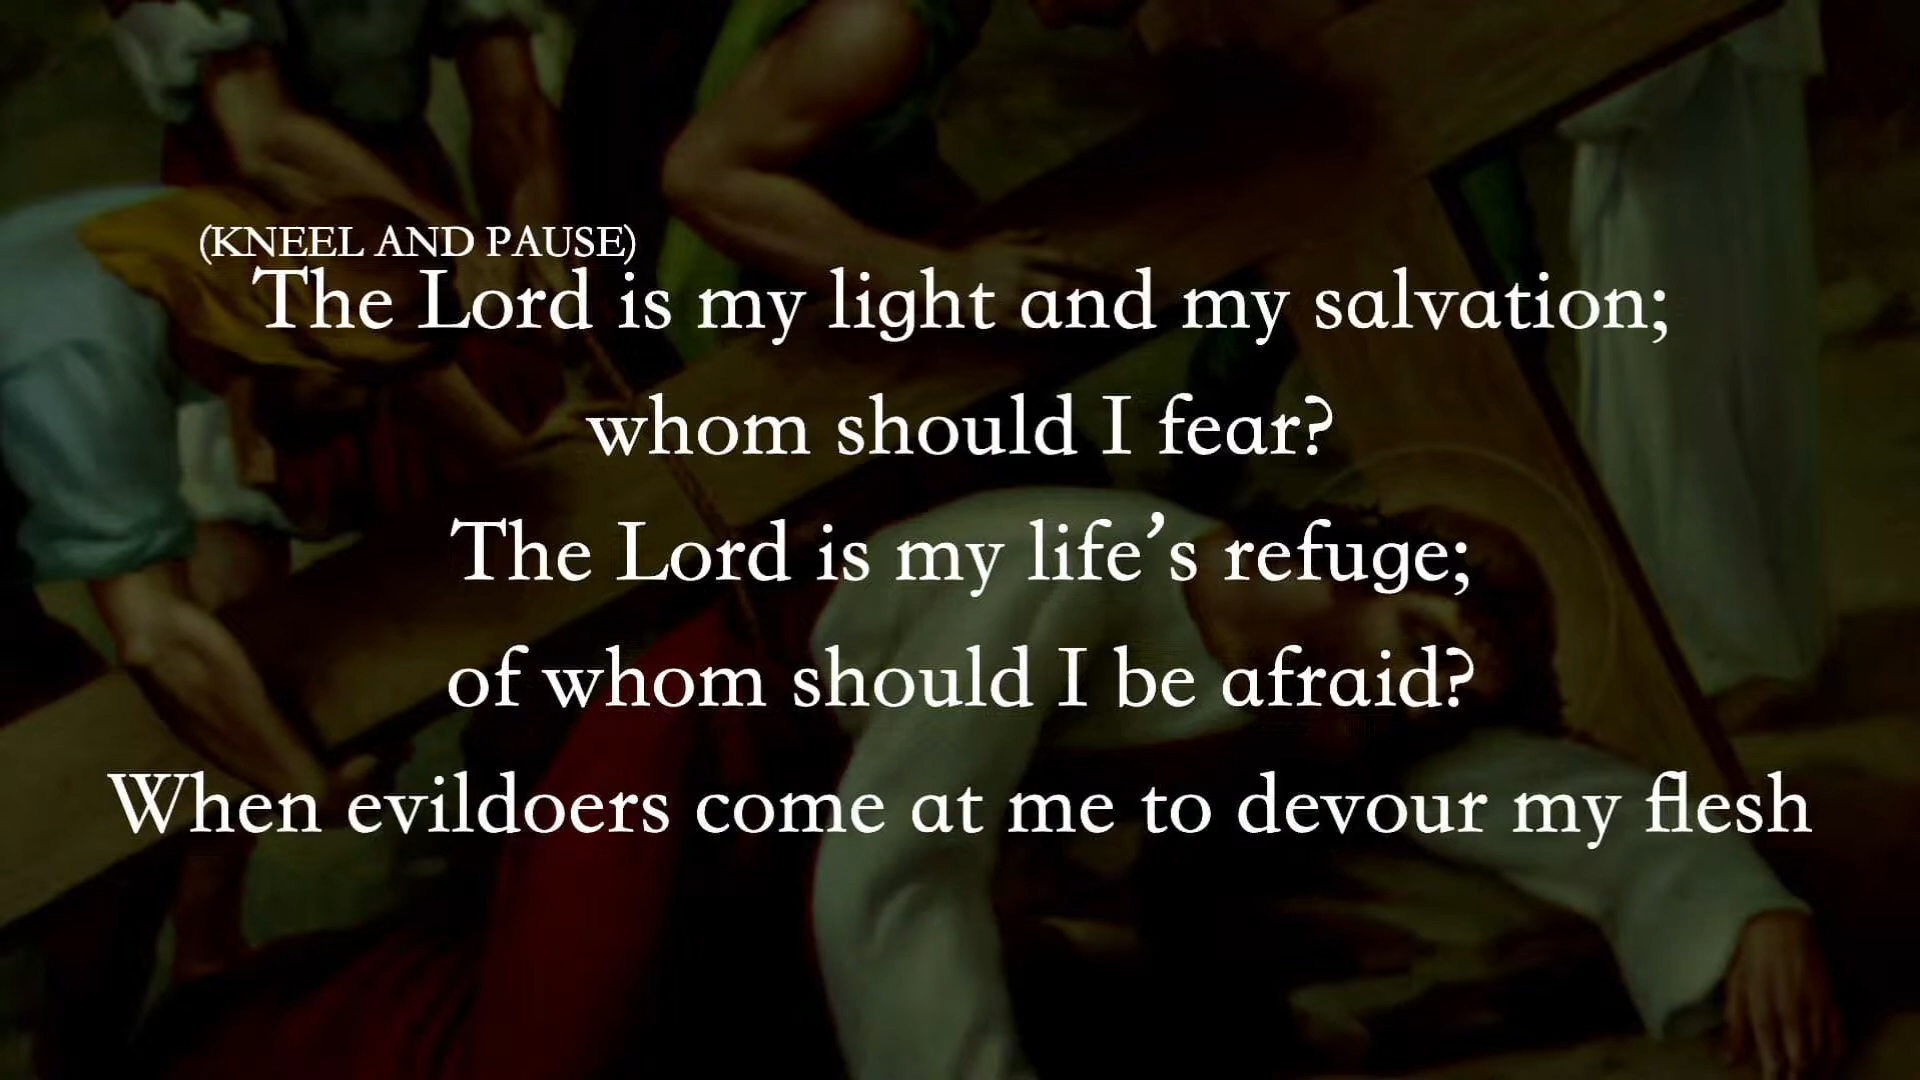 (KNEEL AND PAUSE)
The Lord is my light and my salvation;
whom should I fear?
The Lord is my life’s refuge;
of whom should I be afraid?
When evildoers come at me to devour my flesh